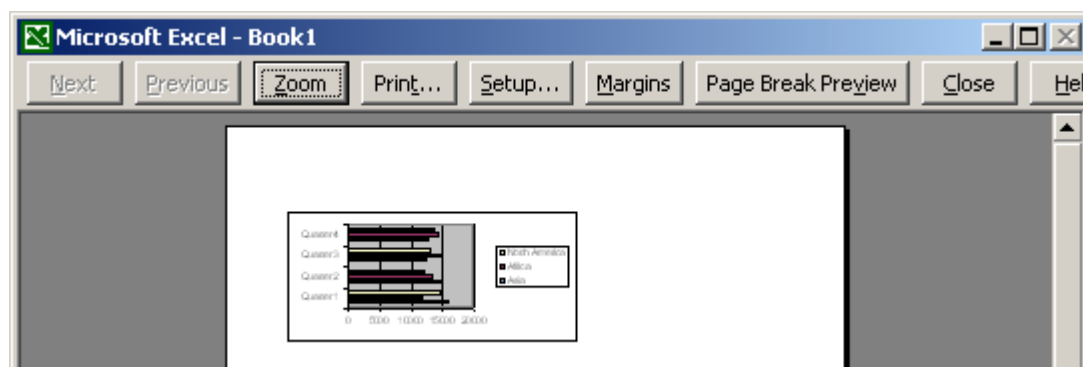 Microsoft Excel - Book1
Next Previous Zoom Print... Setup... Margins Page Break Preview Close Hel
Quarter4
Quarter3
Quarter2
Quarter1
North America
Africa
Asia
0 5000 10000 15000 20000